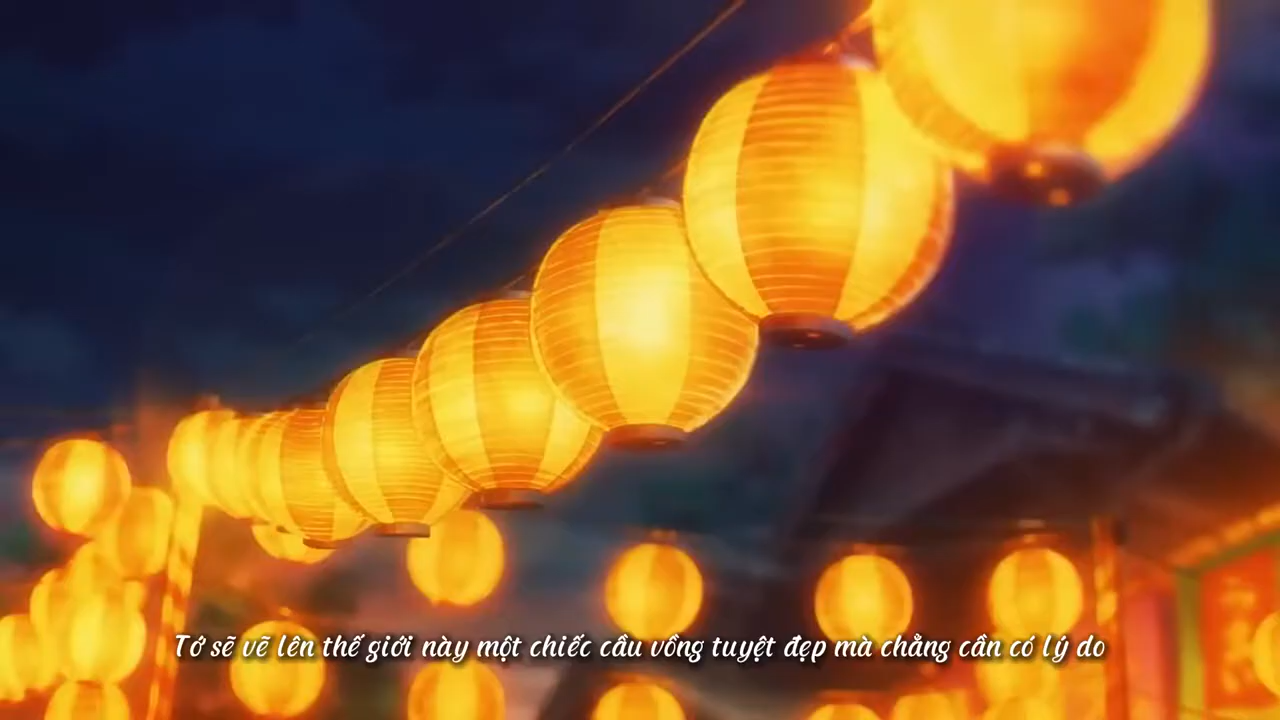 Tớ sẽ vẽ lên thế giới này một chiếc cầu vồng tuyệt đẹp mà chẳng cần có lý do